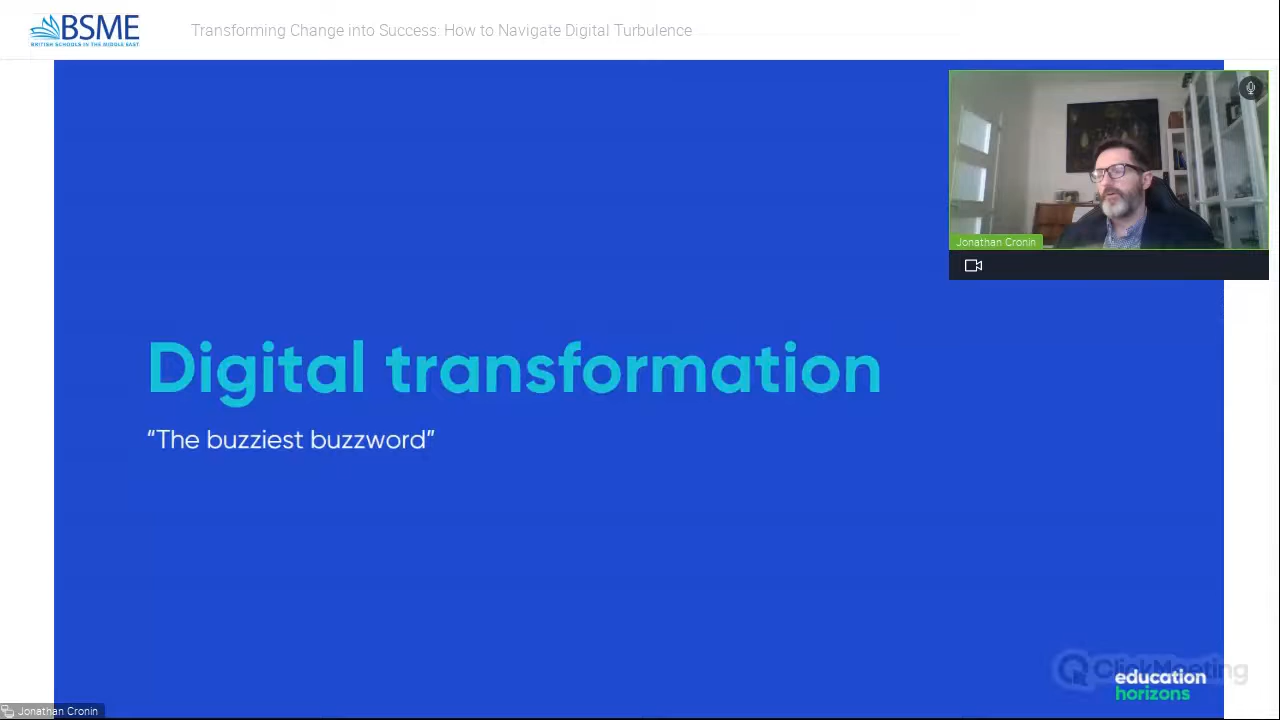 BSME
BRITISH SCHOOLS IN THE MIDDLE EAST
Transforming Change into Success: How to Navigate Digital Turbulence
Jonathan Cronin
Digital transformation
“The buzziest buzzword”
ClickMeeting
education
horizons
Jonathan Cronin